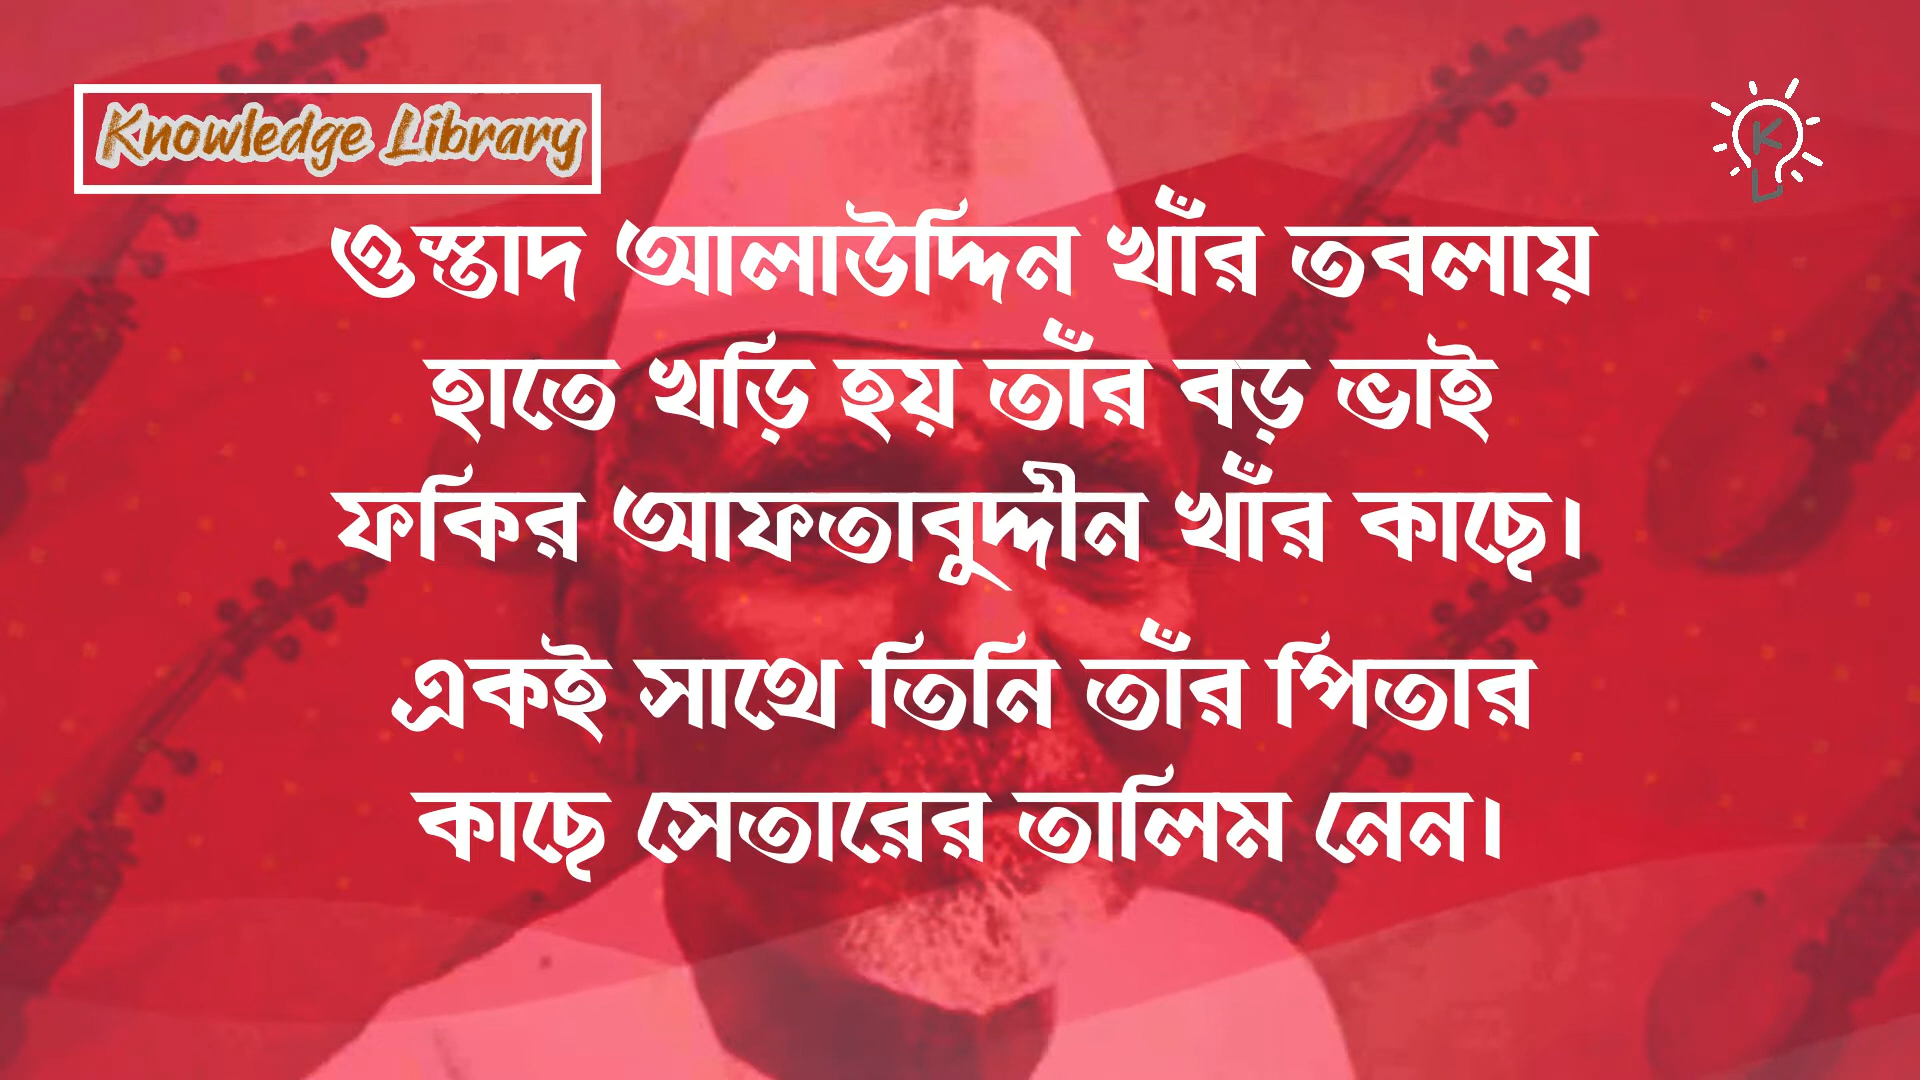 Knowledge Library
K
L
ওস্তাদ আলাউদ্দিন খাঁর তবলায়
হাতে খড়ি হয় তাঁর বড় ভাই
ফকির আফতাবুদ্দীন খাঁর কাছে।
একই সাথে তিনি তাঁর পিতার
কাছে সেতারের তালিম নেন।